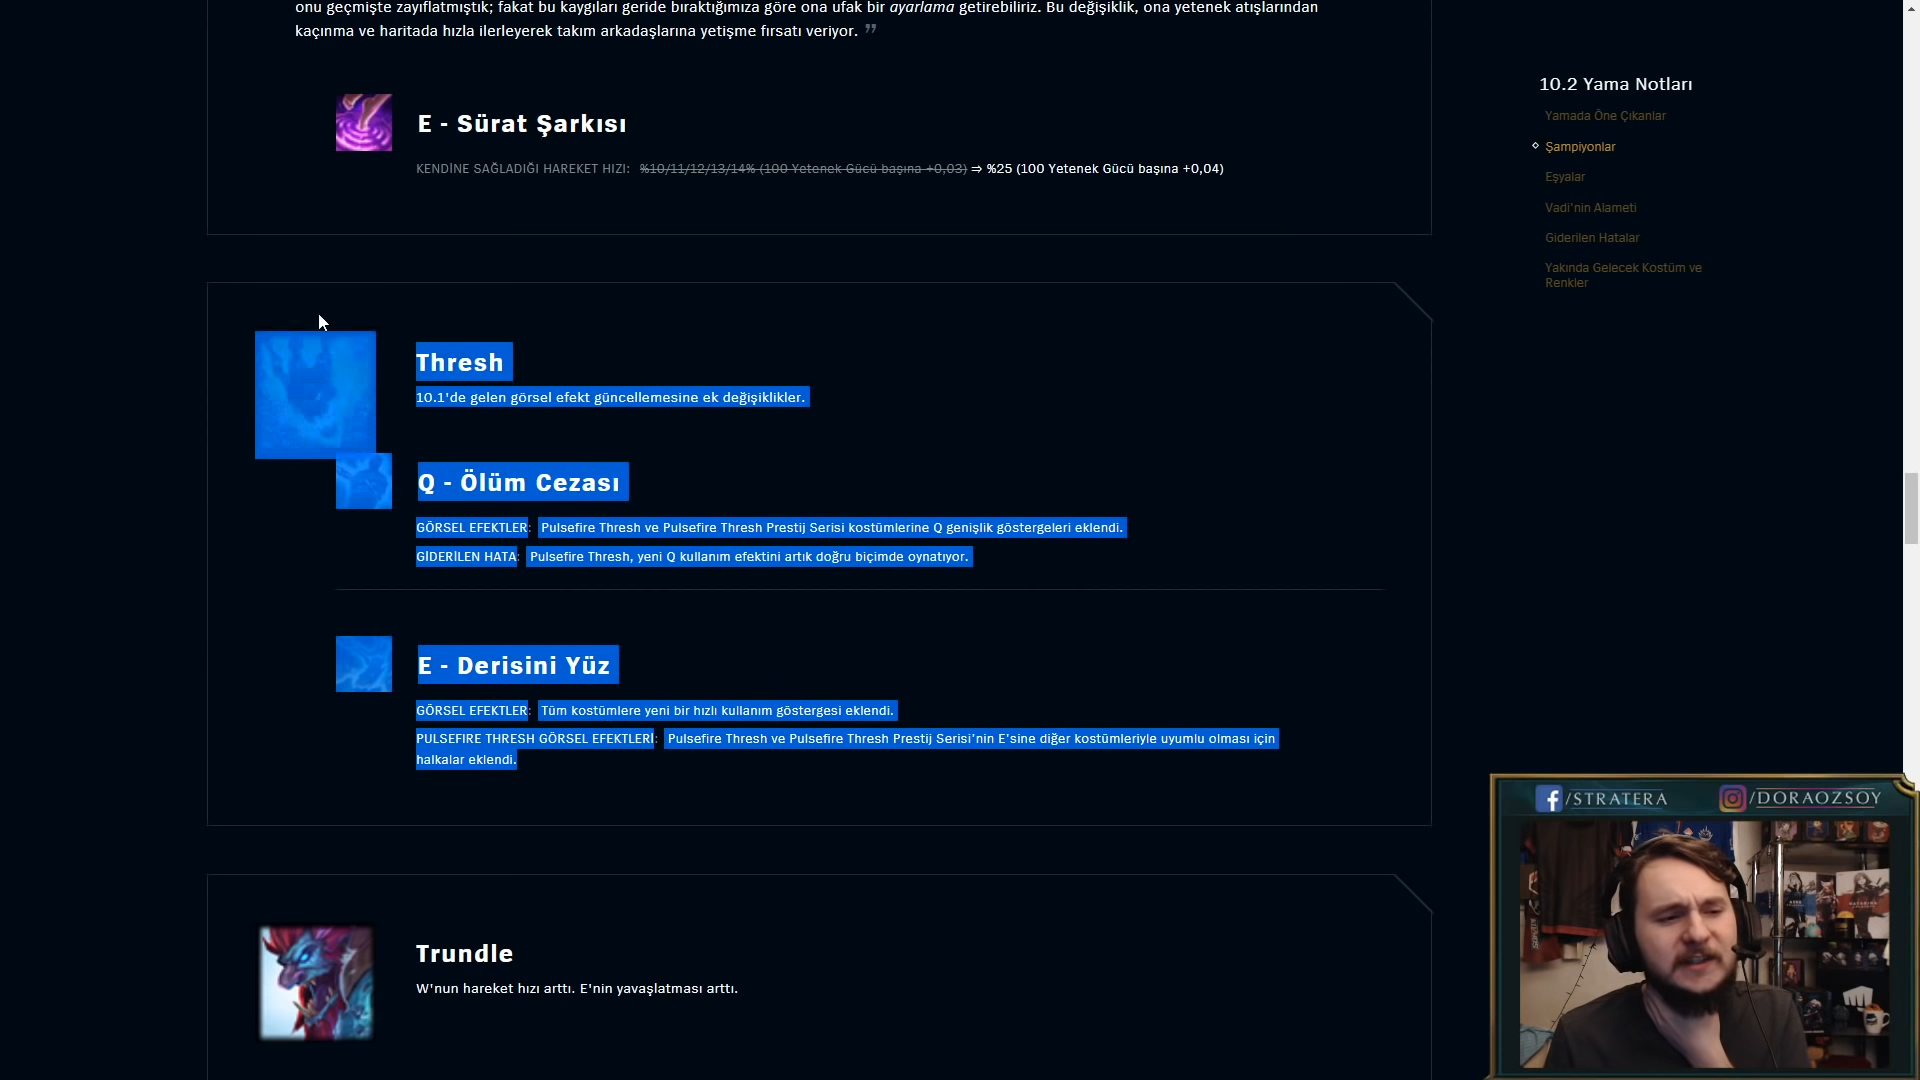 onu geçmişte zayıflatmıştık; fakat bu kaygıları geride bıraktığımıza göre ona ufak bir ayarlama getirebiliriz. Bu değişiklik, ona yetenek atışlarından
kaçınma ve haritada hızla ilerleyerek takım arkadaşlarına yetişme fırsatı veriyor. ”
E - Sürat Şarkısı
KENDİNE SAĞLADIĞI HAREKET HIZI: %10/11/12/13/14% (100 Yetenek Gücü başına +0,03) ⇒ %25 (100 Yetenek Gücü başına +0,04)
Thresh
10.1'de gelen görsel efekt güncellemesine ek değişiklikler.
Q - Ölüm Cezası
GÖRSEL EFEKTLER: Pulsefire Thresh ve Pulsefire Thresh Prestij Serisi kostümlerine Q genişlik göstergeleri eklendi.
GİDERİLEN HATA: Pulsefire Thresh, yeni Q kullanım efektini artık doğru biçimde oynatıyor.
E - Derisini Yüz
GÖRSEL EFEKTLER: Tüm kostümlere yeni bir hızlı kullanım göstergesi eklendi.
PULSEFIRE THRESH GÖRSEL EFEKTLERİ: Pulsefire Thresh ve Pulsefire Thresh Prestij Serisi'nin E'sine diğer kostümleriyle uyumlu olması için
halkalar eklendi.
Trundle
W'nun hareket hızı arttı. E'nin yavaşlatması arttı.
10.2 Yama Notları
Yamada Öne Çıkanlar
Şampiyonlar
Eşyalar
Vadi'nin Alameti
Giderilen Hatalar
Yakında Gelecek Kostüm ve
Renkler
/STRATERA
/DORAOZSOY